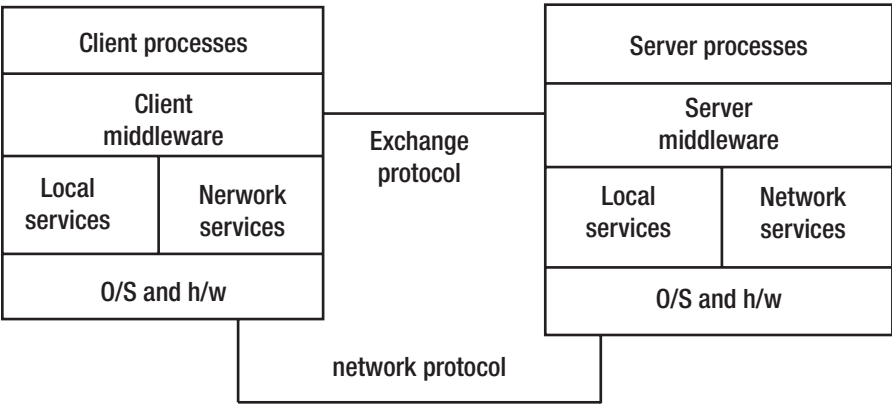 Client processes
Client
middleware
Local
services
Nerwork
services
O/S and h/w
Exchange
protocol
Server processes
Server
middleware
Local
services
Network
services
O/S and h/w
network protocol